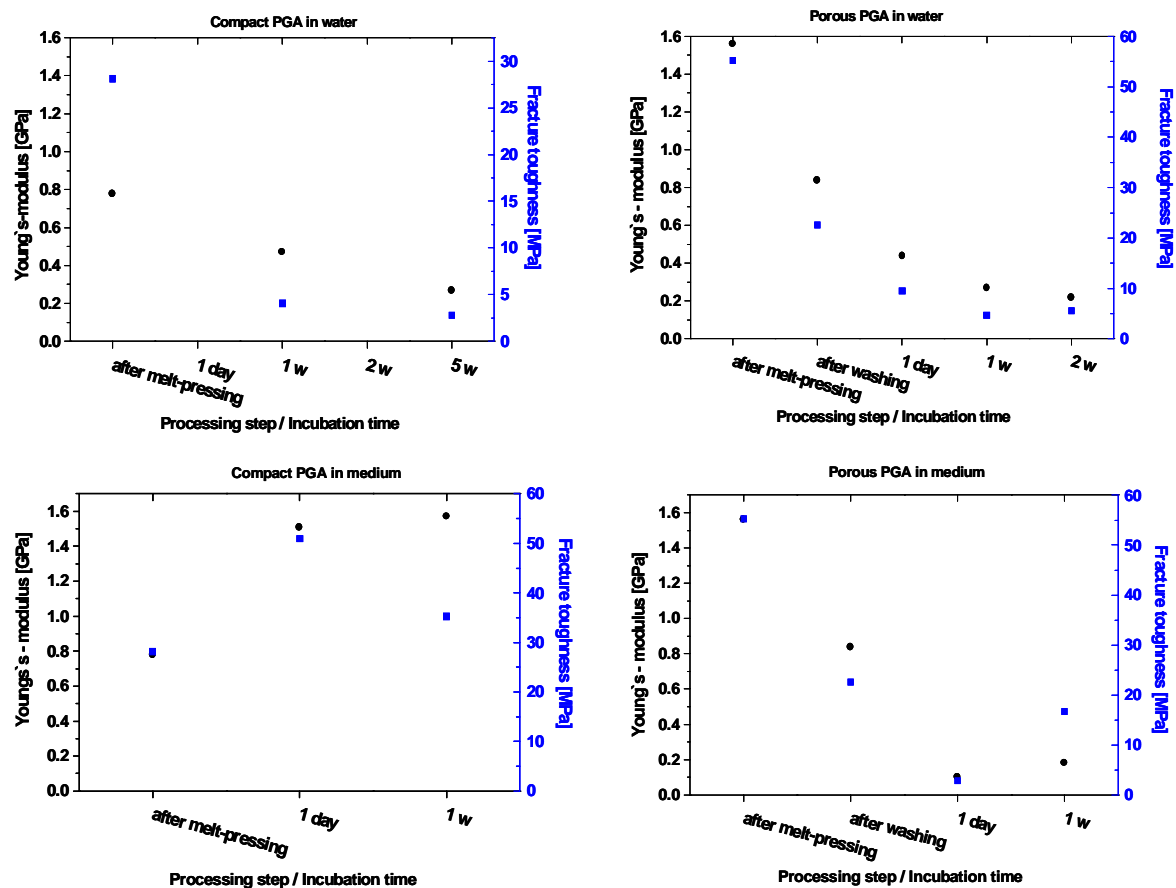 Compact PGA in water
1.6
1.4
1.2
1.0
0.8
0.6
0.4
0.2
0.0
Young`s-modulus [GPa]
30
25
20
15
10
5
0
Fracture toughness [MPa]
after melt-pressing
1 day
1 w
2 w
5 w
Processing step / Incubation time
Porous PGA in water
1.6
1.4
1.2
1.0
0.8
0.6
0.4
0.2
0.0
Young`s - modulus [GPa]
60
50
40
30
20
10
0
Fracture toughness [MPa]
after melt-pressing
after washing
1 day
1 w
2 w
Processing step / Incubation time
Compact PGA in medium
1.6
1.4
1.2
1.0
0.8
0.6
0.4
0.2
0.0
Youngs`s - modulus [GPa]
60
50
40
30
20
10
0
Fracture toughness [MPa]
after melt-pressing
1 day
1 w
Processing step / Incubation time
Porous PGA in medium
1.6
1.4
1.2
1.0
0.8
0.6
0.4
0.2
0.0
Young`s - modulus [GPa]
60
50
40
30
20
10
0
Fracture toughness [MPa]
after melt-pressing
after washing
1 day
1 w
Processing step / Incubation time